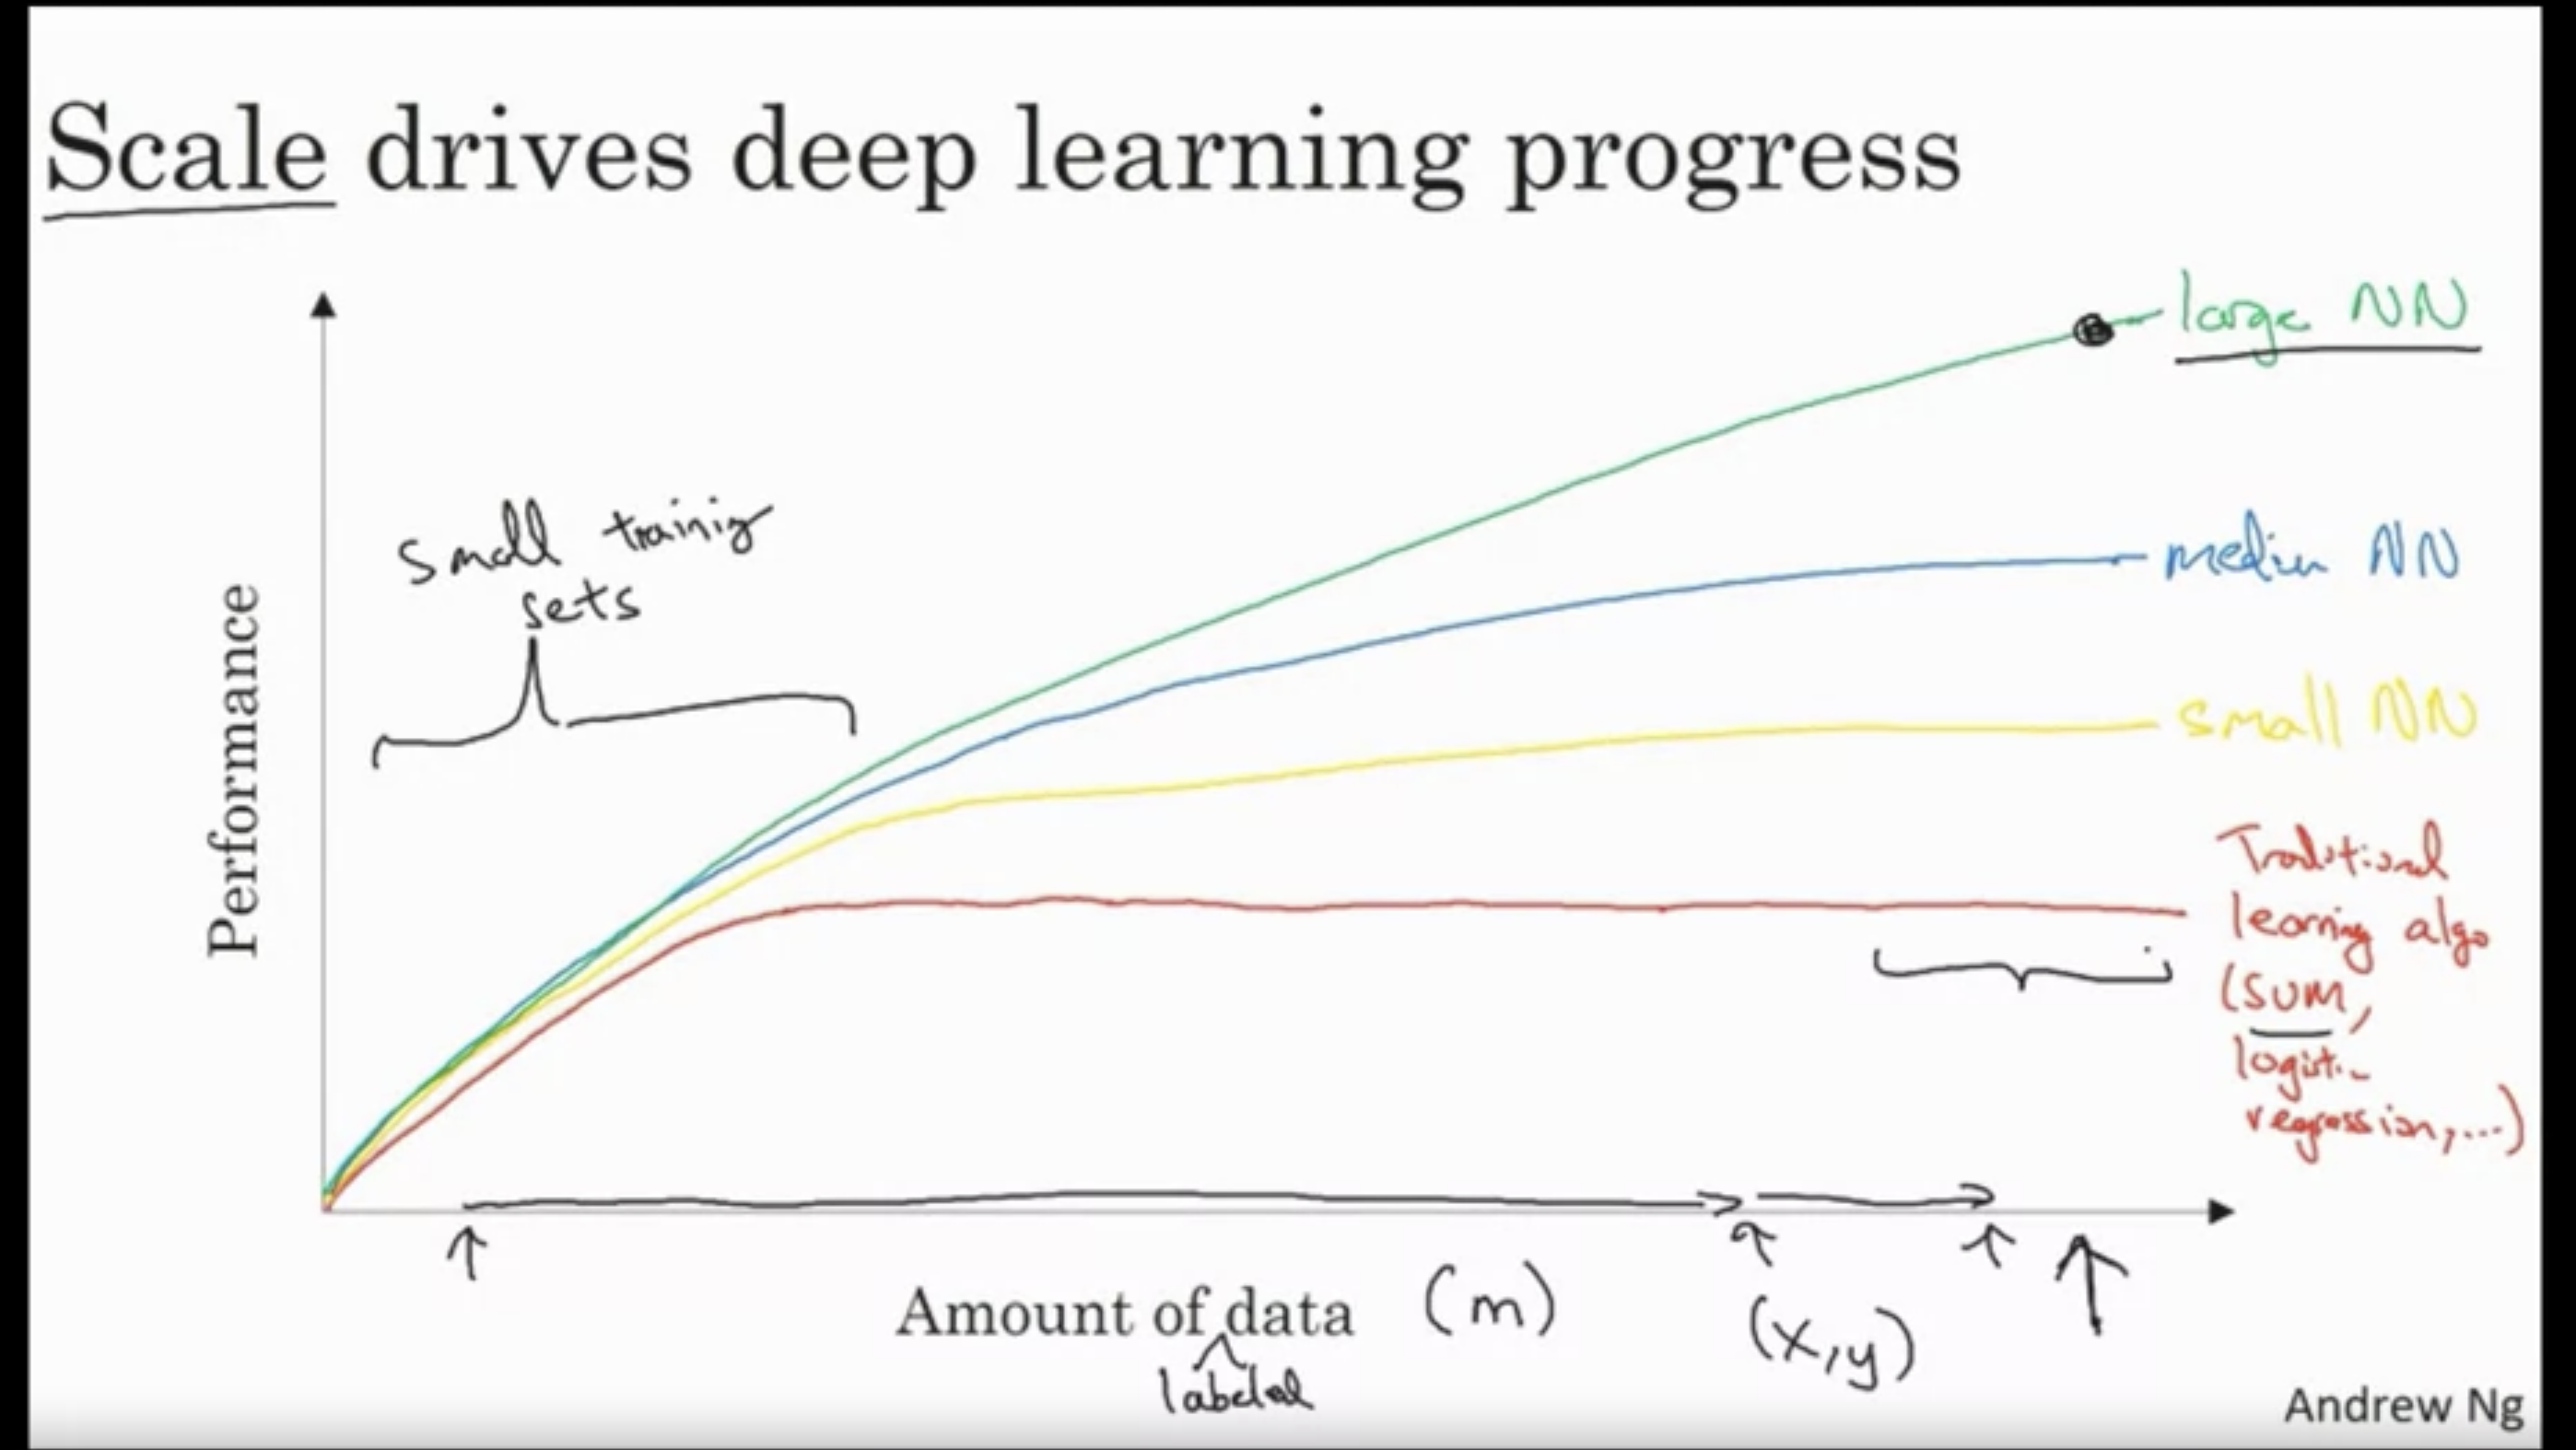 Scale drives deep learning progress
large NN
small training
sets
medium NN
small NN
Performance
Traditional
learning algo
(SVM,
logistic
regression,...)
Amount of data (m)
labeled
(x,y)
Andrew Ng